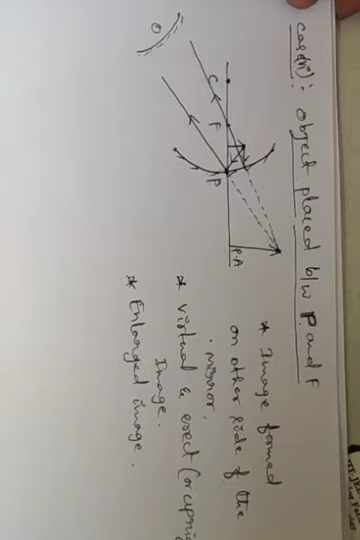 case(vi): object placed b/w P and F
C
F
P
P.A
* Image formed
on other side of the
mirror.
* Virtual & erect (or
Image.
* Enlarged image.